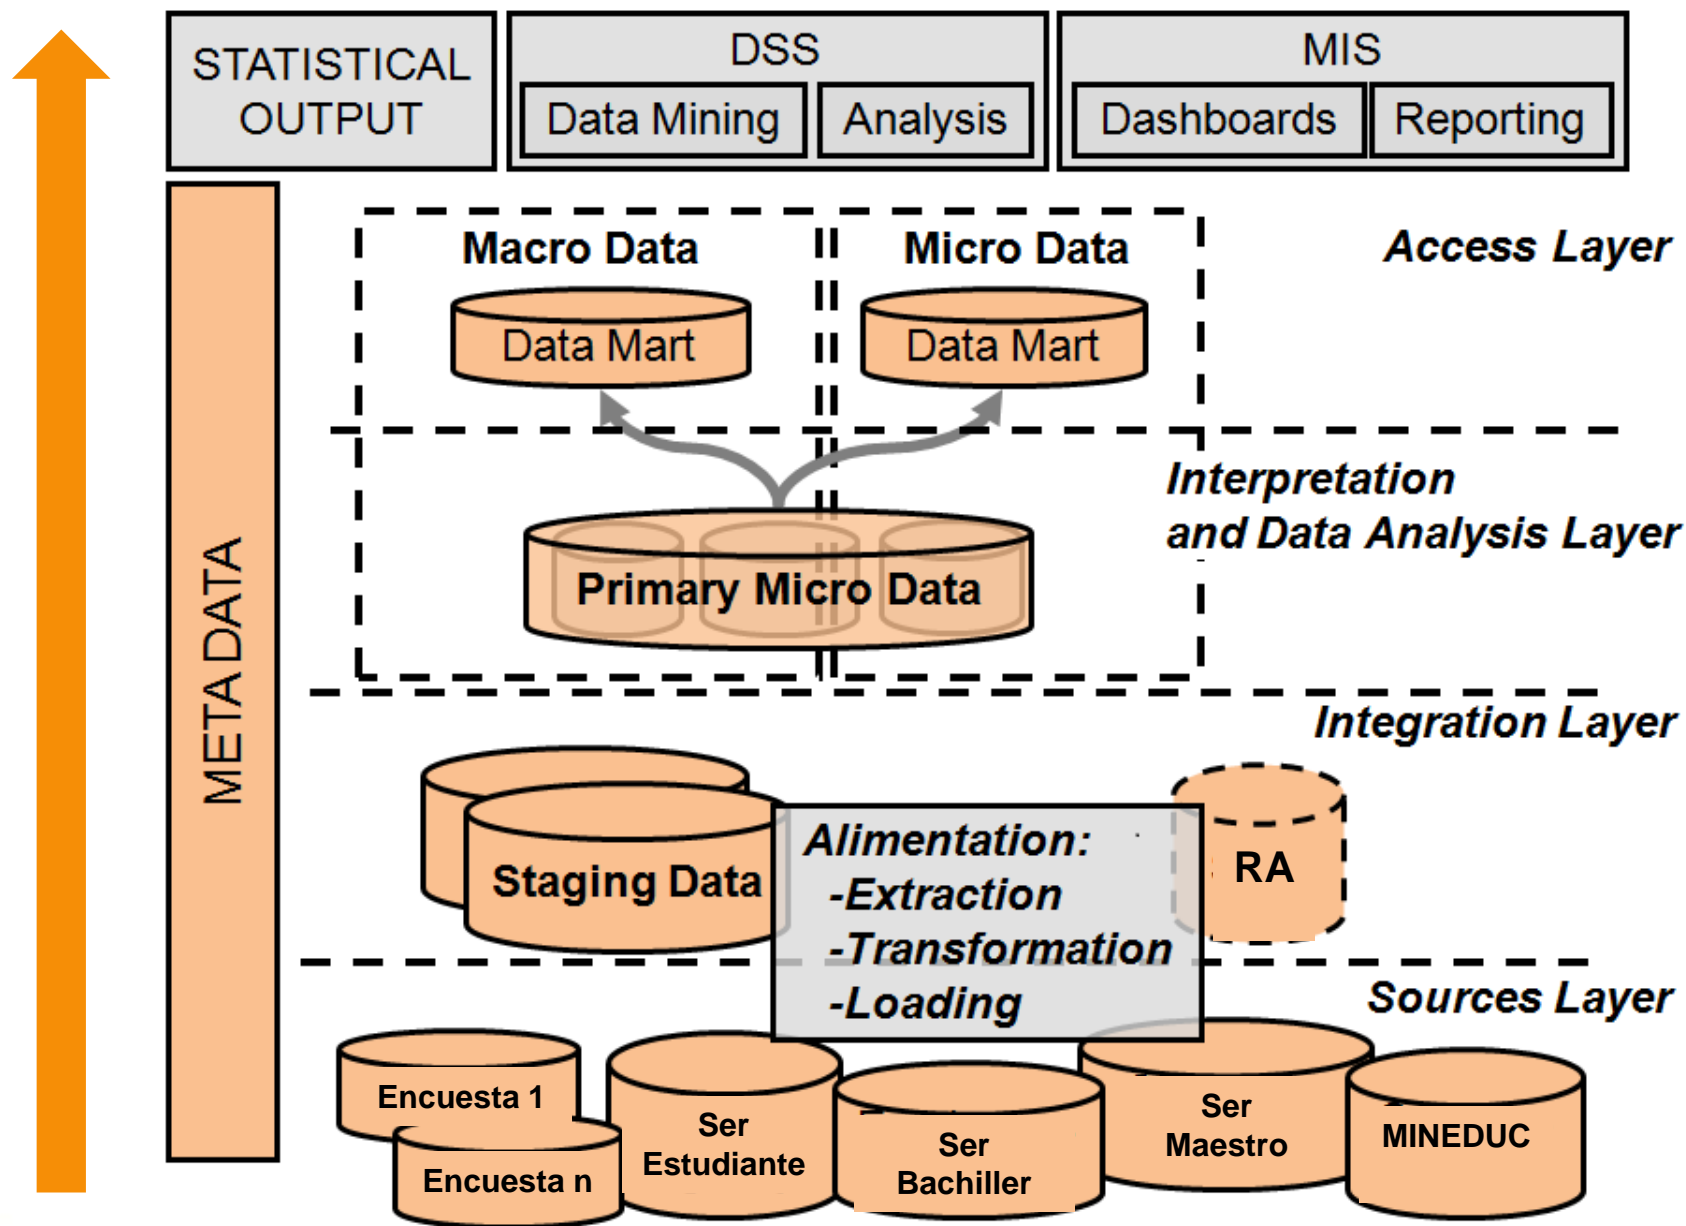 STATISTICAL
OUTPUT
DSS
Data Mining
Analysis
MIS
Dashboards
Reporting
META DATA
Macro Data
Data Mart
Micro Data
Data Mart
Access Layer
Interpretation
and Data Analysis Layer
Primary Micro Data
Integration Layer
Staging Data
Alimentation:
-Extraction
-Transformation
-Loading
RA
Sources Layer
Encuesta 1
Encuesta n
Ser
Estudiante
Ser
Bachiller
Ser
Maestro
MINEDUC